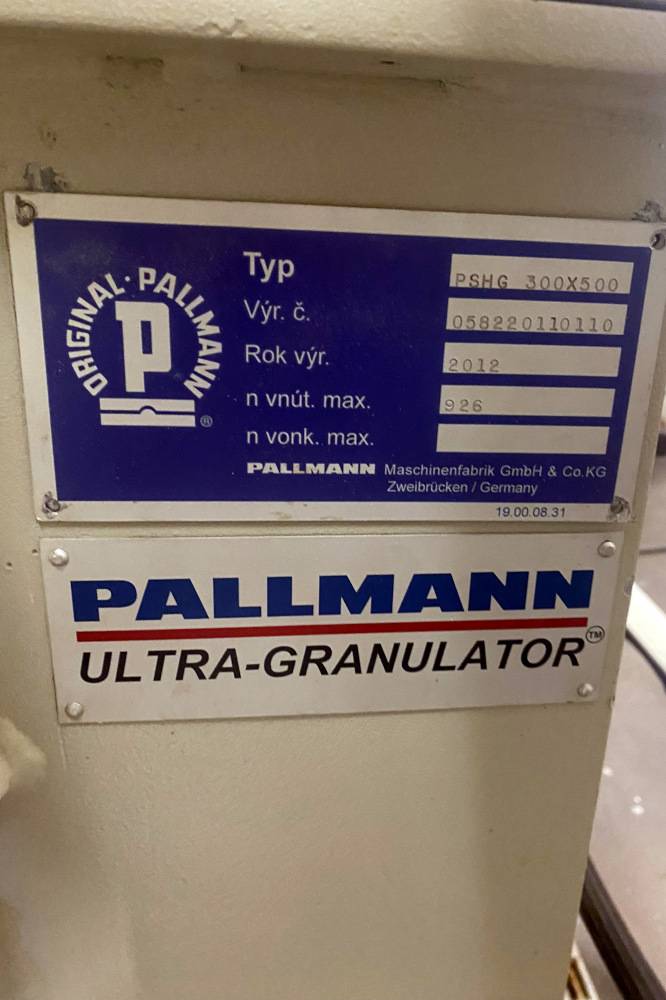 ORIGINAL·PALLMANN
P
®
Typ PSHG 300X500
Výr. č. 058220110110
Rok výr. 2012
n vnút. max. 926
n vonk. max.
PALLMANN Maschinenfabrik GmbH & Co.KG
Zweibrücken / Germany
19.00.08.31
PALLMANN
ULTRA-GRANULATOR™